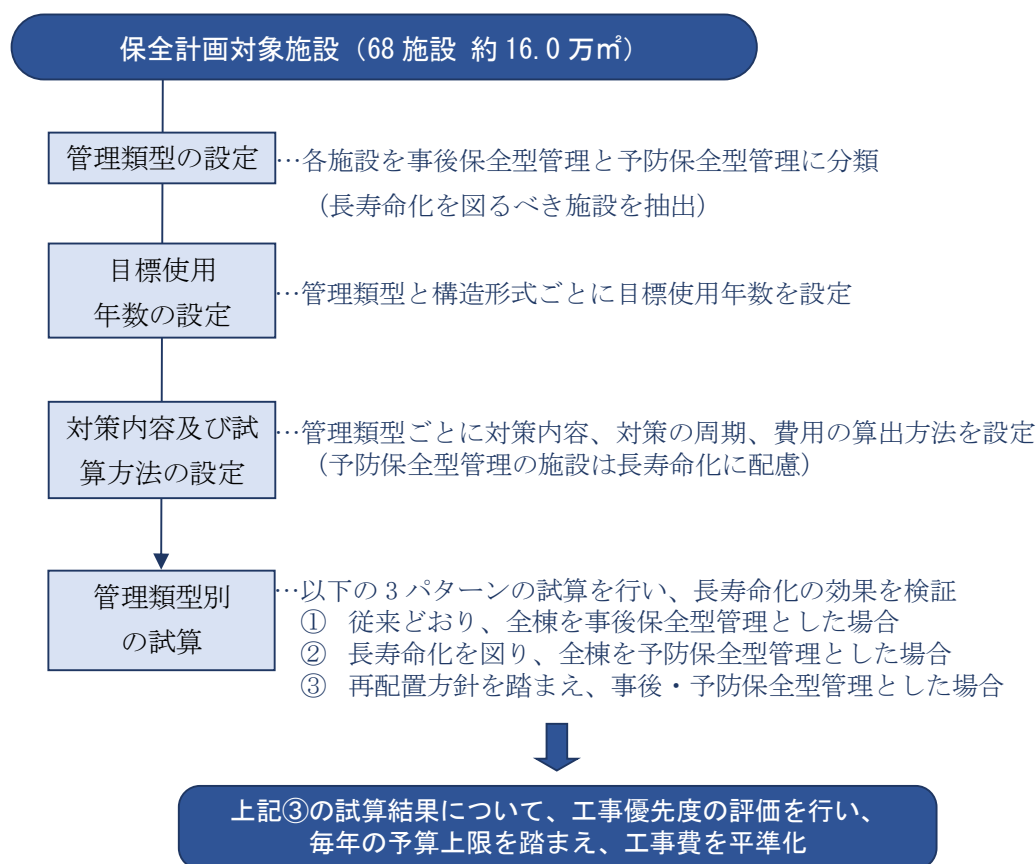 保全計画対象施設（68 施設 約 16.0 万㎡）
管理類型の設定
…各施設を事後保全型管理と予防保全型管理に分類
（長寿命化を図るべき施設を抽出）
目標使用
年数の設定
…管理類型と構造形式ごとに目標使用年数を設定
対策内容及び試
算方法の設定
…管理類型ごとに対策内容、対策の周期、費用の算出方法を設定
（予防保全型管理の施設は長寿命化に配慮）
管理類型別
の試算
…以下の 3 パターンの試算を行い、長寿命化の効果を検証
① 従来どおり、全棟を事後保全型管理とした場合
② 長寿命化を図り、全棟を予防保全型管理とした場合
③ 再配置方針を踏まえ、事後・予防保全型管理とした場合
上記③の試算結果について、工事優先度の評価を行い、
毎年の予算上限を踏まえ、工事費を平準化